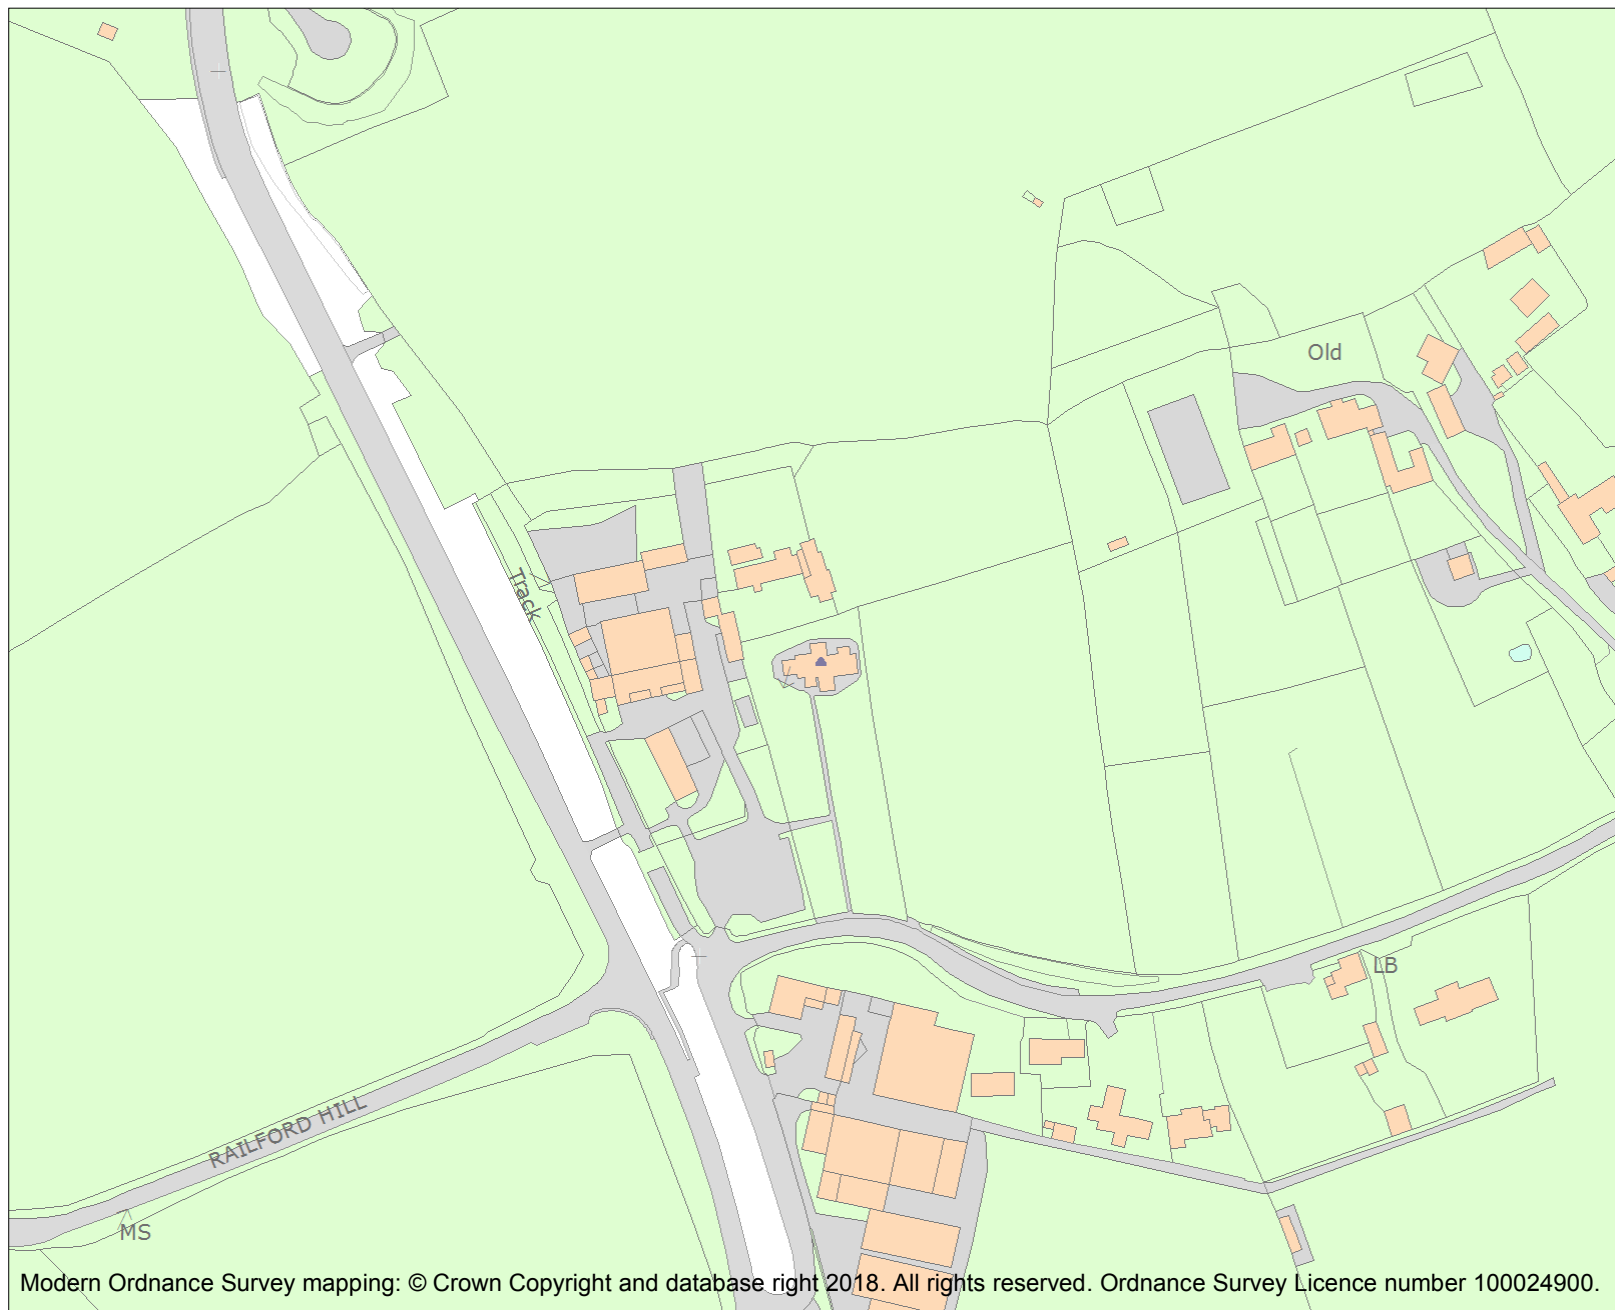 Old
Track
LB
RAILFORD HILL
MS
Modern Ordnance Survey mapping: © Crown Copyright and database right 2018. All rights reserved. Ordnance Survey Licence number 100024900.